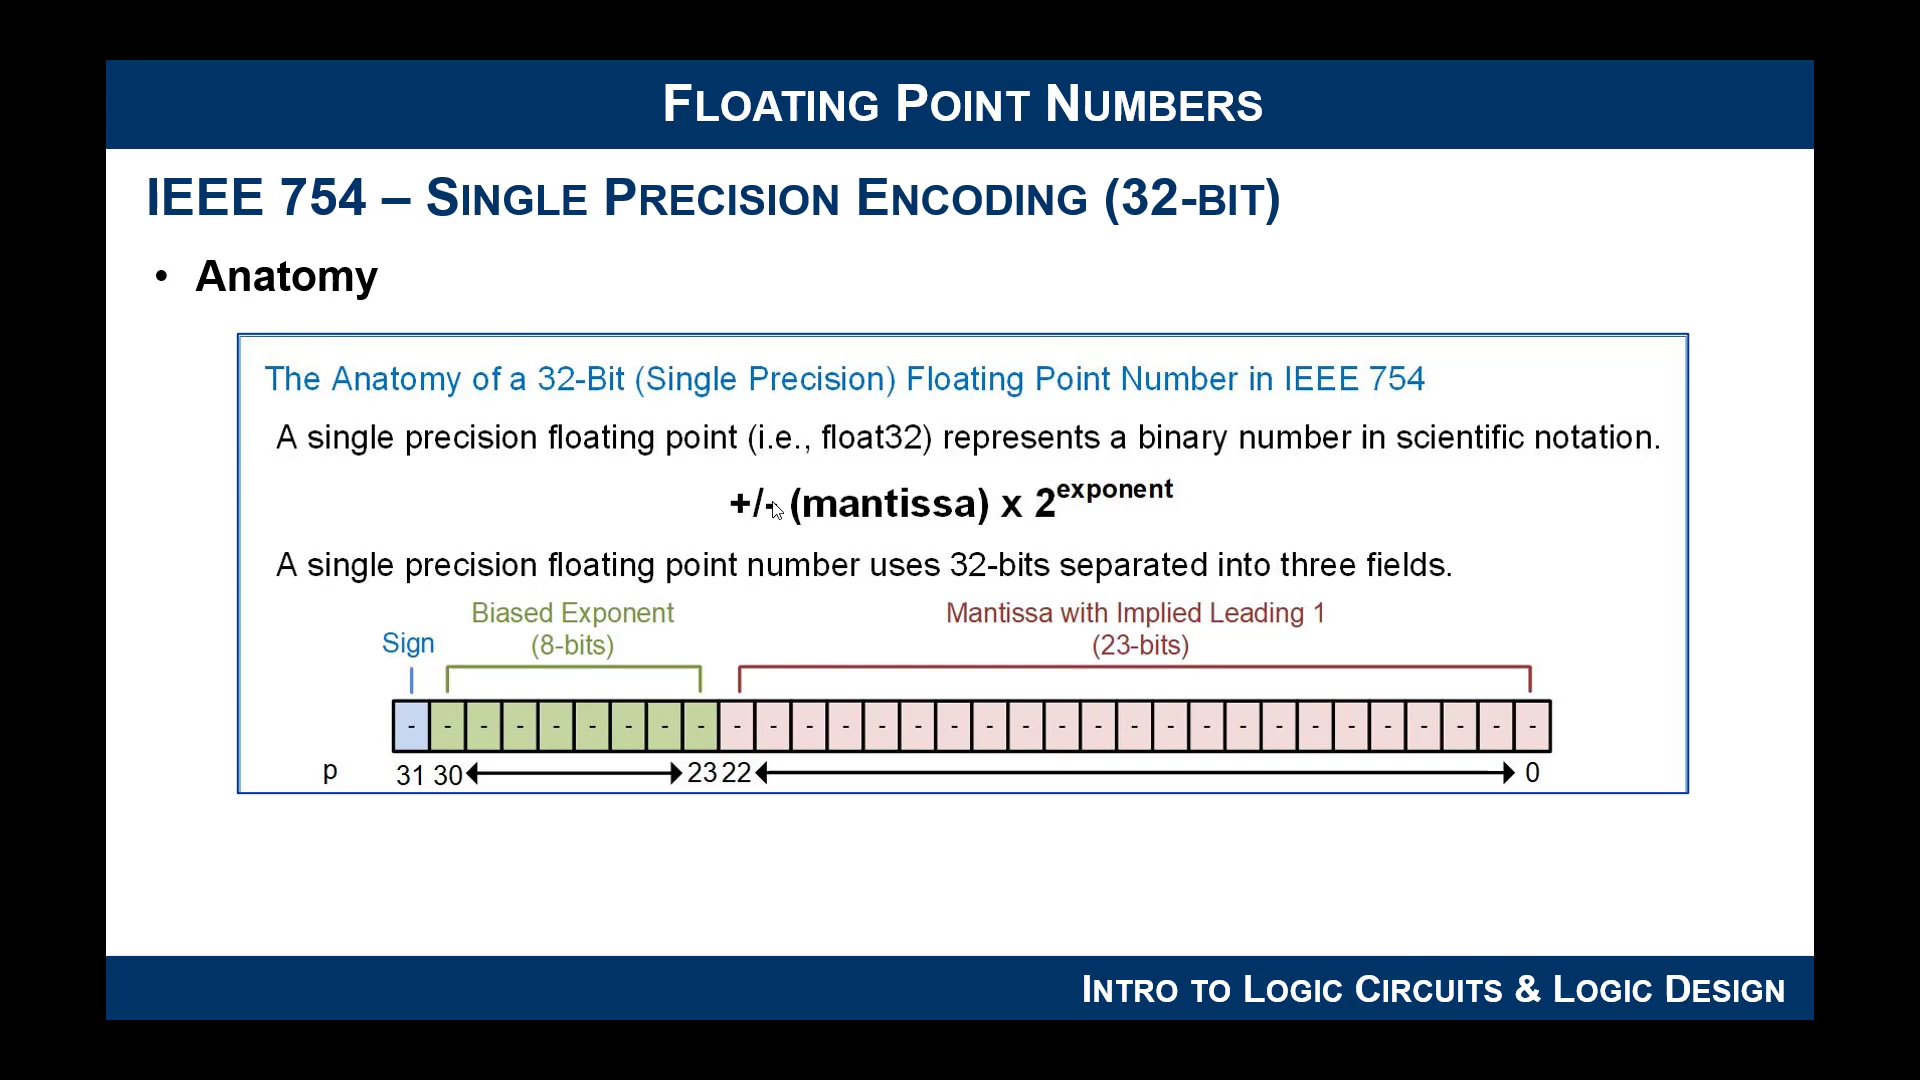 FLOATING POINT NUMBERS
IEEE 754 – SINGLE PRECISION ENCODING (32-BIT)
• Anatomy
The Anatomy of a 32-Bit (Single Precision) Floating Point Number in IEEE 754
A single precision floating point (i.e., float32) represents a binary number in scientific notation.
+/- (mantissa) x 2^exponent
A single precision floating point number uses 32-bits separated into three fields.
Sign
Biased Exponent
(8-bits)
Mantissa with Implied Leading 1
(23-bits)
- - - - - - - - - - - - - - - - - - - - - - - - - - - - - - - -
p 31 30 23 22 0
INTRO TO LOGIC CIRCUITS & LOGIC DESIGN